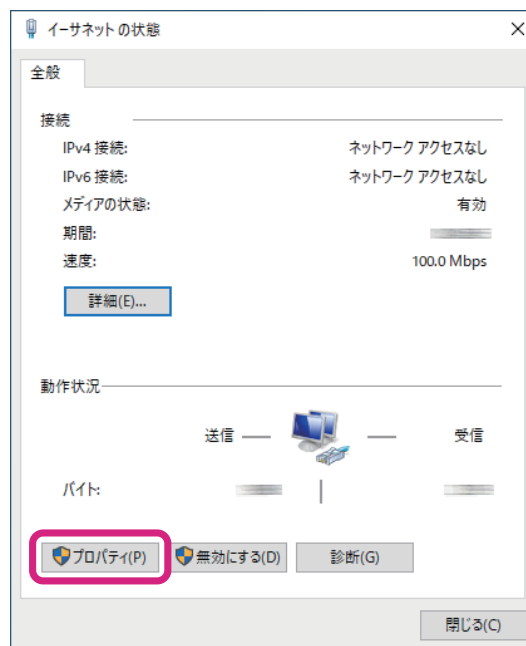 イーサネットの状態
全般
接続
IPv4 接続: ネットワーク アクセスなし
IPv6 接続: ネットワーク アクセスなし
メディアの状態: 有効
期間:
速度: 100.0 Mbps
詳細(E)...
動作状況
送信 受信
バイト:
プロパティ(P) 無効にする(D) 診断(G)
閉じる(C)